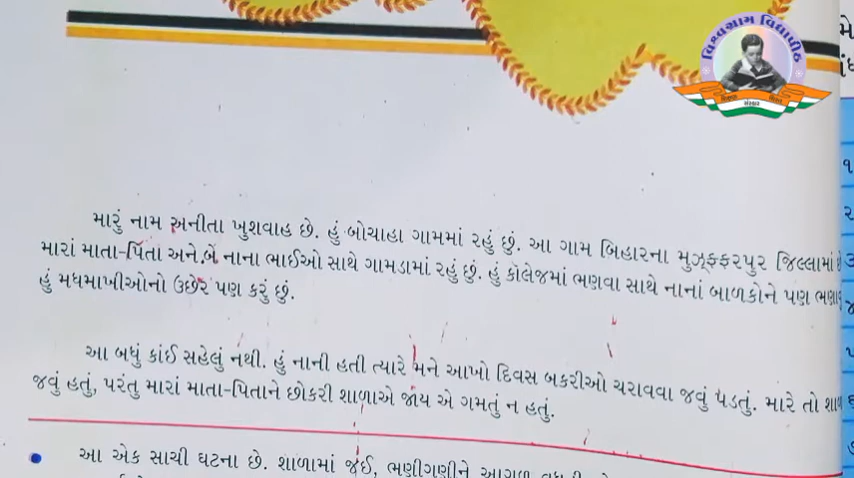 વિશ્વગ્રામ વિદ્યાપીઠ
મારું નામ અનીતા ખુશવાહ છે. હું બોચાહા ગામમાં રહું છું. આ ગામ બિહારના મુઝફ્ફરપુર જિલ્લામાં
મારાં માતા-પિતા અને બે નાના ભાઈઓ સાથે ગામડામાં રહું છું. હું કૉલેજમાં ભણવા સાથે નાનાં બાળકોને પણ
હું મધમાખીઓનો ઉછેર પણ કરું છું.
આ બધું કાંઈ સહેલું નથી. હું નાની હતી ત્યારે મને આખો દિવસ બકરીઓ ચરાવવા જવું પડતું. મારે તો
જવું હતું, પરંતુ મારાં માતા-પિતાને છોકરી શાળાએ જાય એ ગમતું ન હતું.
આ એક સાચી ઘટના છે. શાળામાં જઈ, ભણીગણીને આગળ